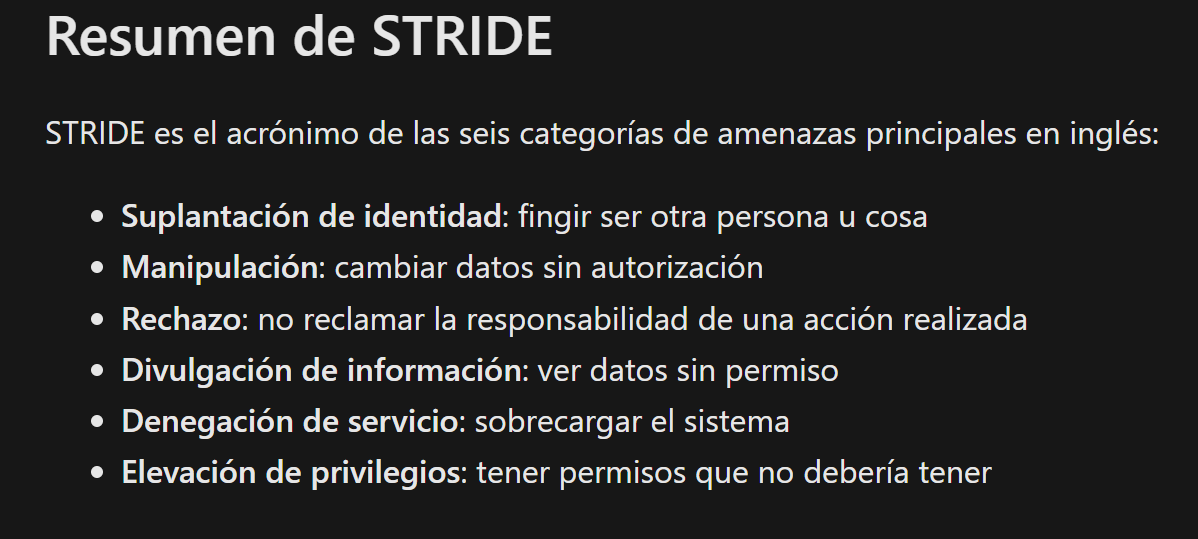 Resumen de STRIDE
STRIDE es el acrónimo de las seis categorías de amenazas principales en inglés:
• Suplantación de identidad: fingir ser otra persona u cosa
• Manipulación: cambiar datos sin autorización
• Rechazo: no reclamar la responsabilidad de una acción realizada
• Divulgación de información: ver datos sin permiso
• Denegación de servicio: sobrecargar el sistema
• Elevación de privilegios: tener permisos que no debería tener